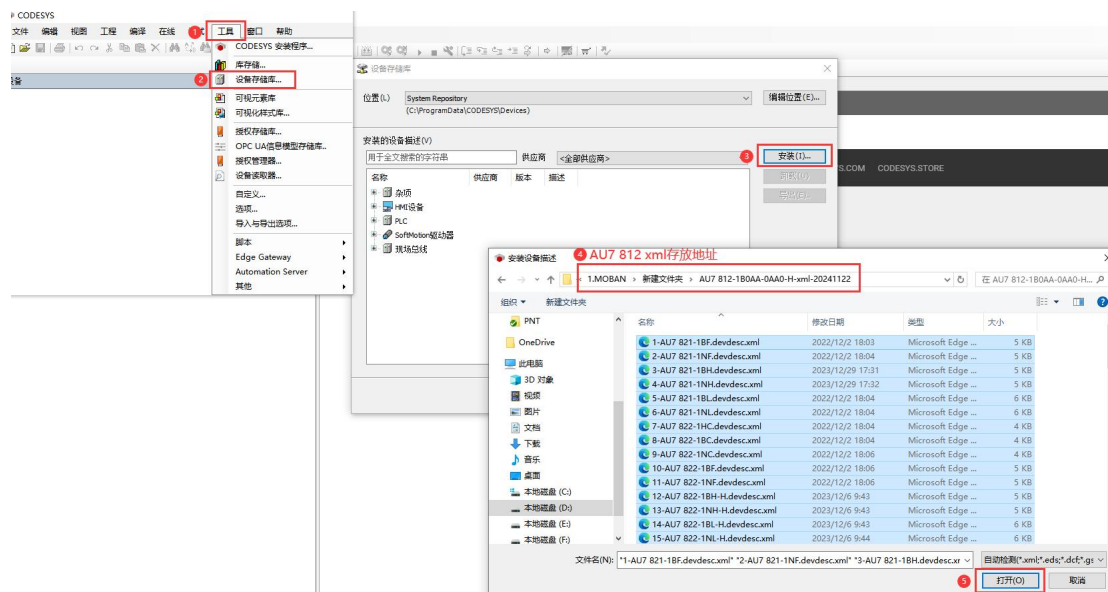 CODESYS
文件 编辑 视图 工程 编译 在线 工具 窗口 帮助
1
CODESYS 安装程序...
库存储...
2 设备存储库...
可视元素库
可视化样式库...
授权存储库...
OPC UA信息模型存储库..
授权管理器...
设备读取器...
自定义...
选项...
导入与导出选项...
脚本
Edge Gateway
Automation Server
其他
设备存储库
位置(L) System Repository 编辑位置(E)...
(C:\ProgramData\CODESYS\Devices)
安装的设备描述(V)
用于全文搜索的字符串 供应商 <全部供应商> 3 安装(I)...
卸载(U)
导出(E)...
名称 供应商 版本 描述
杂项
HMI设备
PLC
SoftMotion驱动器
现场总线
S.COM CODESYS.STORE
4 AU7 812 xml存放地址
安装设备描述
« 1.MOBAN > 新建文件夹 > AU7 812-1B0AA-0AA0-H-xml-20241122 在 AU7 812-1B0AA-0AA0-H...
组织 新建文件夹
PNT
OneDrive
此电脑
3D 对象
视频
图片
文档
下载
音乐
桌面
本地磁盘 (C:)
本地磁盘 (D:)
本地磁盘 (E:)
本地磁盘 (F:)
名称 修改日期 类型 大小
1-AU7 821-1BF.devdesc.xml 2022/12/2 18:03 Microsoft Edge ... 5 KB
2-AU7 821-1NF.devdesc.xml 2022/12/2 18:04 Microsoft Edge ... 5 KB
3-AU7 821-1BH.devdesc.xml 2023/12/29 17:31 Microsoft Edge ... 5 KB
4-AU7 821-1NH.devdesc.xml 2023/12/29 17:32 Microsoft Edge ... 5 KB
5-AU7 821-1BL.devdesc.xml 2022/12/2 18:04 Microsoft Edge ... 6 KB
6-AU7 821-1NL.devdesc.xml 2022/12/2 18:04 Microsoft Edge ... 6 KB
7-AU7 822-1HC.devdesc.xml 2022/12/2 18:04 Microsoft Edge ... 4 KB
8-AU7 822-1BC.devdesc.xml 2022/12/2 18:04 Microsoft Edge ... 4 KB
9-AU7 822-1NC.devdesc.xml 2022/12/2 18:06 Microsoft Edge ... 4 KB
10-AU7 822-1BF.devdesc.xml 2022/12/2 18:06 Microsoft Edge ... 5 KB
11-AU7 822-1NF.devdesc.xml 2022/12/2 18:06 Microsoft Edge ... 5 KB
12-AU7 822-1BH-H.devdesc.xml 2023/12/6 9:43 Microsoft Edge ... 5 KB
13-AU7 822-1NH-H.devdesc.xml 2023/12/6 9:43 Microsoft Edge ... 5 KB
14-AU7 822-1BL-H.devdesc.xml 2023/12/6 9:43 Microsoft Edge ... 6 KB
15-AU7 822-1NL-H.devdesc.xml 2023/12/6 9:44 Microsoft Edge ... 6 KB
文件名(N): "1-AU7 821-1BF.devdesc.xml" "2-AU7 821-1NF.devdesc.xml" "3-AU7 821-1BH.devdesc.xr 自动检测(*.xml;*.eds;*.dcf;*.gs
5 打开(O) 取消